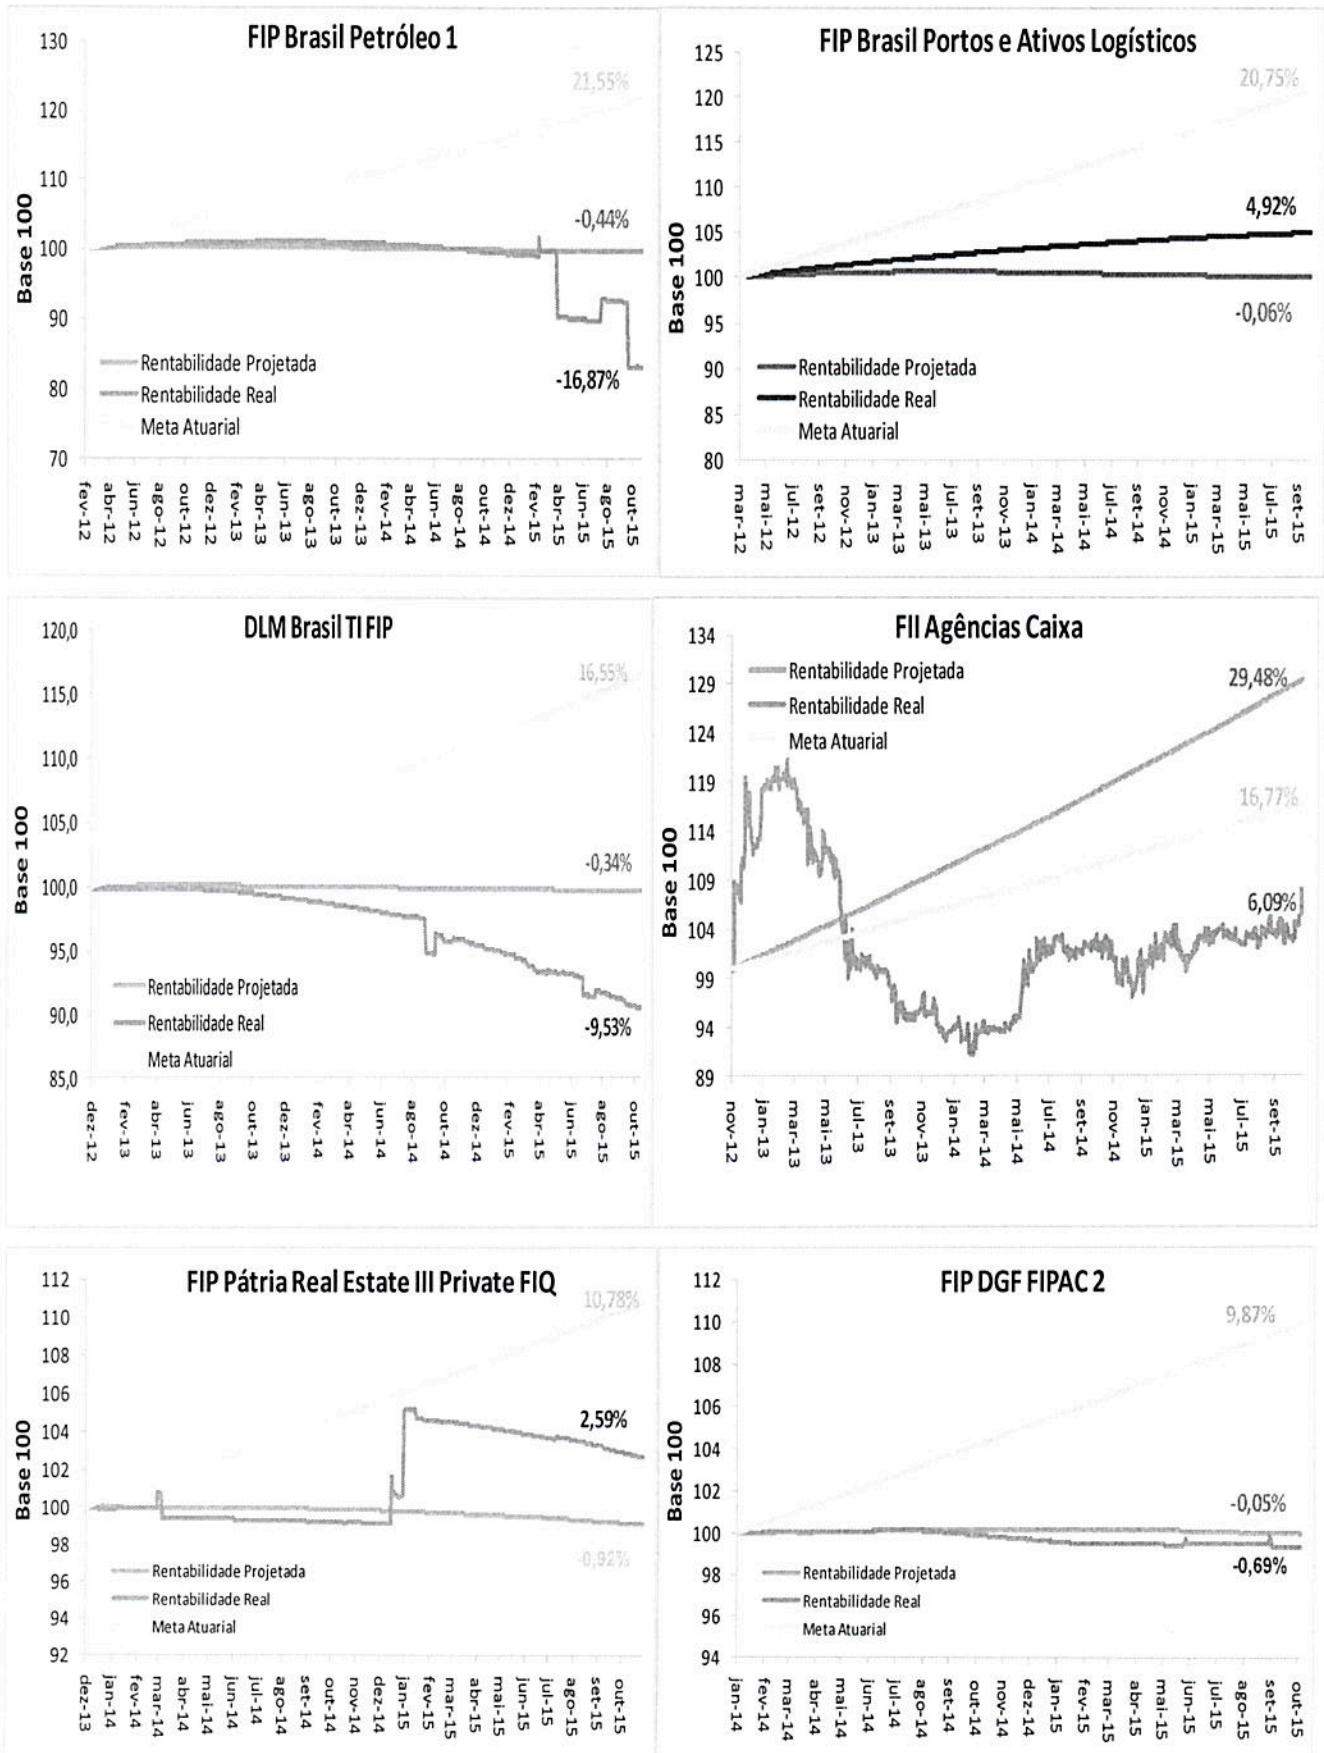 FIP Brasil Petróleo 1
130
120
110
100
90
80
70
Base 100
21,55%
-0,44%
-16,87%
Rentabilidade Projetada
Rentabilidade Real
Meta Atuarial
fev-12
abr-12
jun-12
ago-12
out-12
dez-12
fev-13
abr-13
jun-13
ago-13
out-13
dez-13
fev-14
abr-14
jun-14
ago-14
out-14
dez-14
fev-15
abr-15
jun-15
ago-15
out-15
FIP Brasil Portos e Ativos Logísticos
125
120
115
110
105
100
95
90
85
80
Base 100
20,75%
4,92%
-0,06%
Rentabilidade Projetada
Rentabilidade Real
Meta Atuarial
mar-12
mai-12
jul-12
set-12
nov-12
jan-13
mar-13
mai-13
jul-13
set-13
nov-13
jan-14
mar-14
mai-14
jul-14
set-14
nov-14
jan-15
mar-15
mai-15
jul-15
set-15
DLM Brasil TI FIP
120,0
115,0
110,0
105,0
100,0
95,0
90,0
85,0
Base 100
16,55%
-0,34%
-9,53%
Rentabilidade Projetada
Rentabilidade Real
Meta Atuarial
dez-12
fev-13
abr-13
jun-13
ago-13
out-13
dez-13
fev-14
abr-14
jun-14
ago-14
out-14
dez-14
fev-15
abr-15
jun-15
ago-15
out-15
FII Agências Caixa
134
129
124
119
114
109
104
99
94
89
Base 100
Rentabilidade Projetada
Rentabilidade Real
Meta Atuarial
29,48%
16,77%
6,09%
nov-12
jan-13
mar-13
mai-13
jul-13
set-13
nov-13
jan-14
mar-14
mai-14
jul-14
set-14
nov-14
jan-15
mar-15
mai-15
jul-15
set-15
FIP Pátria Real Estate III Private FIQ
112
110
108
106
104
102
100
98
96
94
92
Base 100
10,78%
2,59%
-0,92%
Rentabilidade Projetada
Rentabilidade Real
Meta Atuarial
dez-13
jan-14
fev-14
mar-14
abr-14
mai-14
jun-14
ago-14
set-14
out-14
nov-14
dez-14
jan-15
fev-15
mar-15
abr-15
mai-15
jun-15
jul-15
ago-15
set-15
out-15
FIP DGF FIPAC 2
112
110
108
106
104
102
100
98
96
94
Base 100
9,87%
-0,05%
-0,69%
Rentabilidade Projetada
Rentabilidade Real
Meta Atuarial
jan-14
fev-14
mar-14
abr-14
mai-14
jun-14
jul-14
ago-14
set-14
nov-14
dez-14
jan-15
fev-15
mar-15
abr-15
mai-15
jun-15
jul-15
ago-15
set-15
out-15